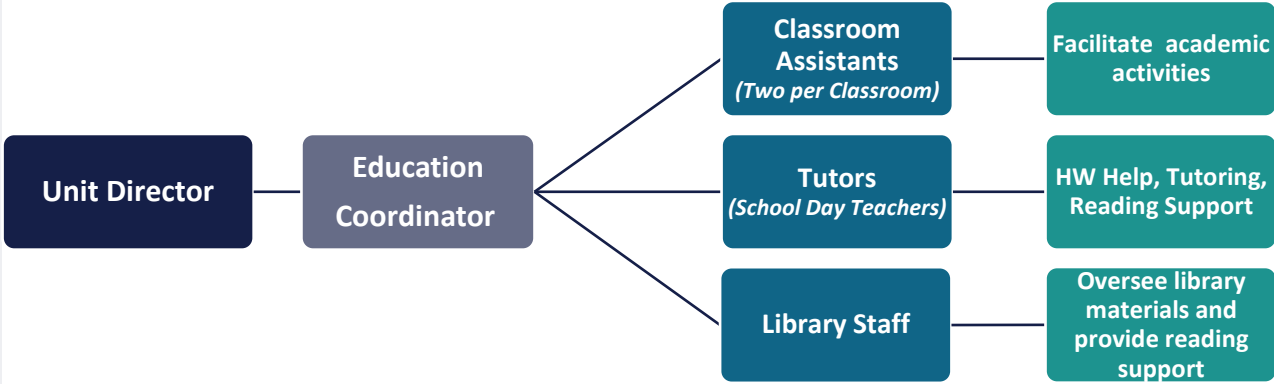 Unit Director
Education
Coordinator
Classroom
Assistants
(Two per Classroom)
Facilitate academic
activities
Tutors
(School Day Teachers)
HW Help, Tutoring,
Reading Support
Library Staff
Oversee library
materials and
provide reading
support